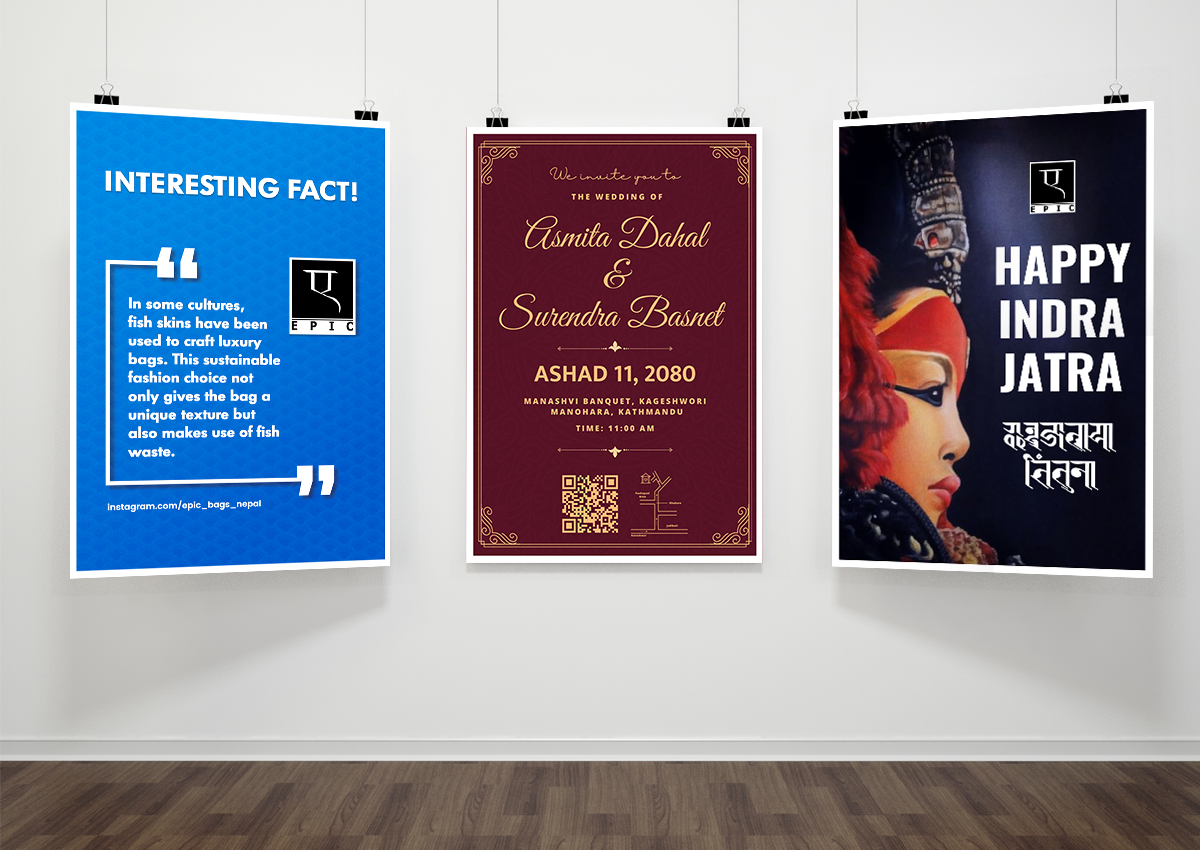 INTERESTING FACT!
In some cultures,
fish skins have been
used to craft luxury
bags. This sustainable
fashion choice not
only gives the bag a
unique texture but
also makes use of fish
waste.
ए
EPIC
instagram.com/epic_bags_nepal
We invite you to
THE WEDDING OF
Asmita Dahal
&
Surendra Basnet
ASHAD 11, 2080
MANASHVI BANQUET, KAGESHWORI
MANOHARA, KATHMANDU
TIME: 11:00 AM
ए
EPIC
HAPPY
INDRA
JATRA
भिंतुना